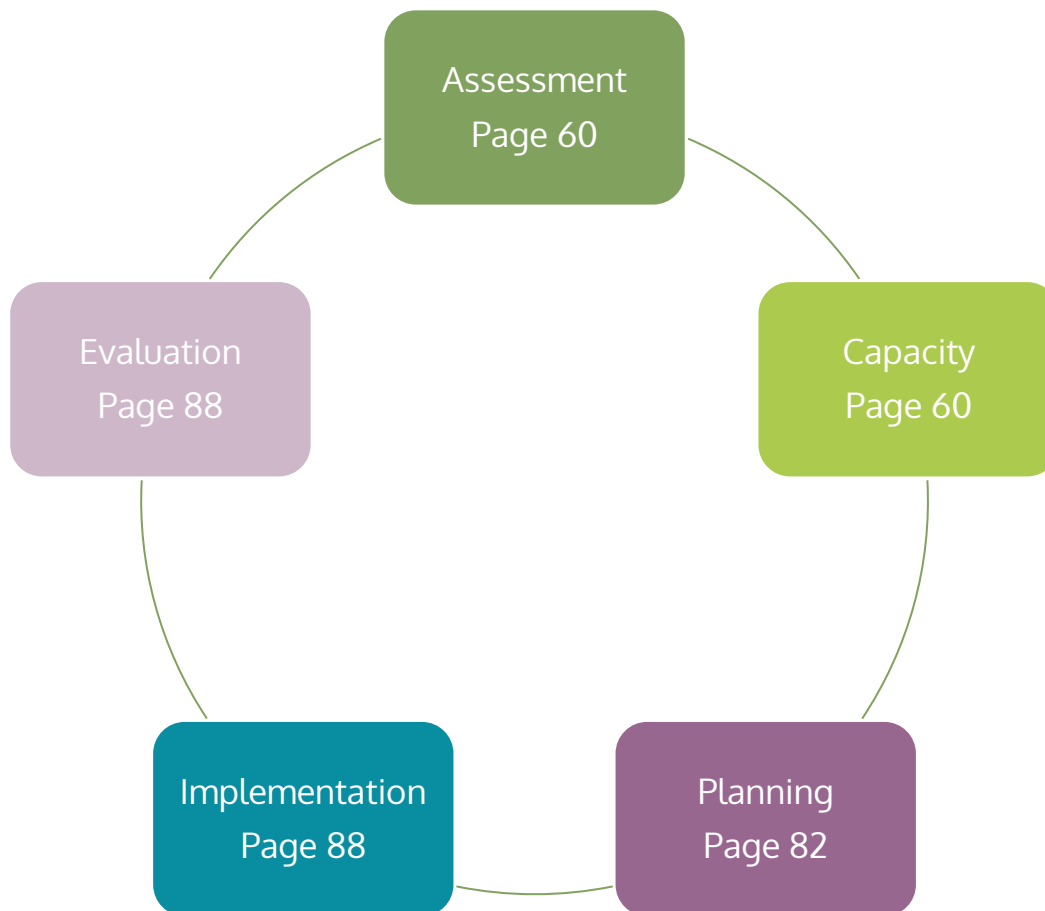 Assessment
Page 60
Capacity
Page 60
Planning
Page 82
Implementation
Page 88
Evaluation
Page 88